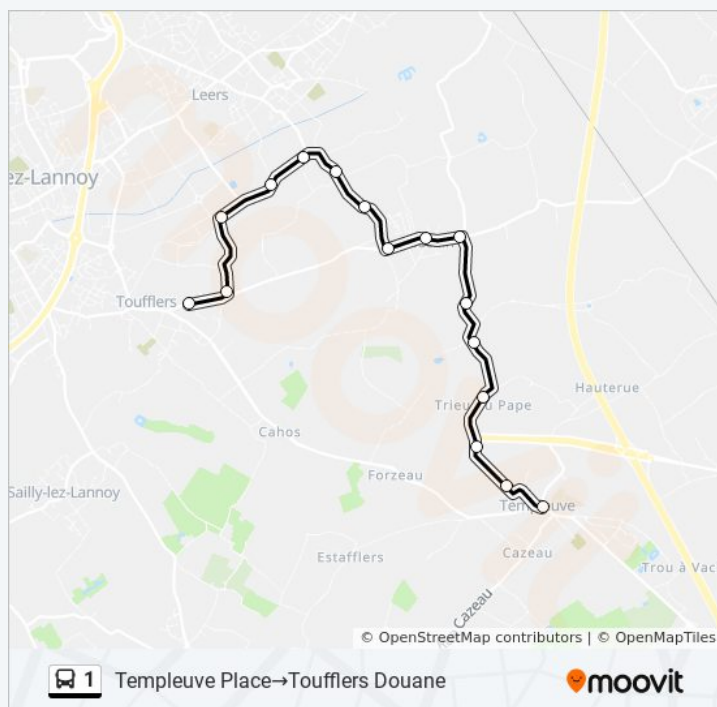 Leers
ez-Lannoy
Toufflers
Hauterue
Trieu du Pape
Cahos
Forzeau
Sailly-lez-Lannoy
Templeuve
Estafflers
Cazeau
Trou à Vac
Cazeau
© OpenStreetMap contributors | © OpenMapTiles
1 Templeuve Place→Toufflers Douane
moovit